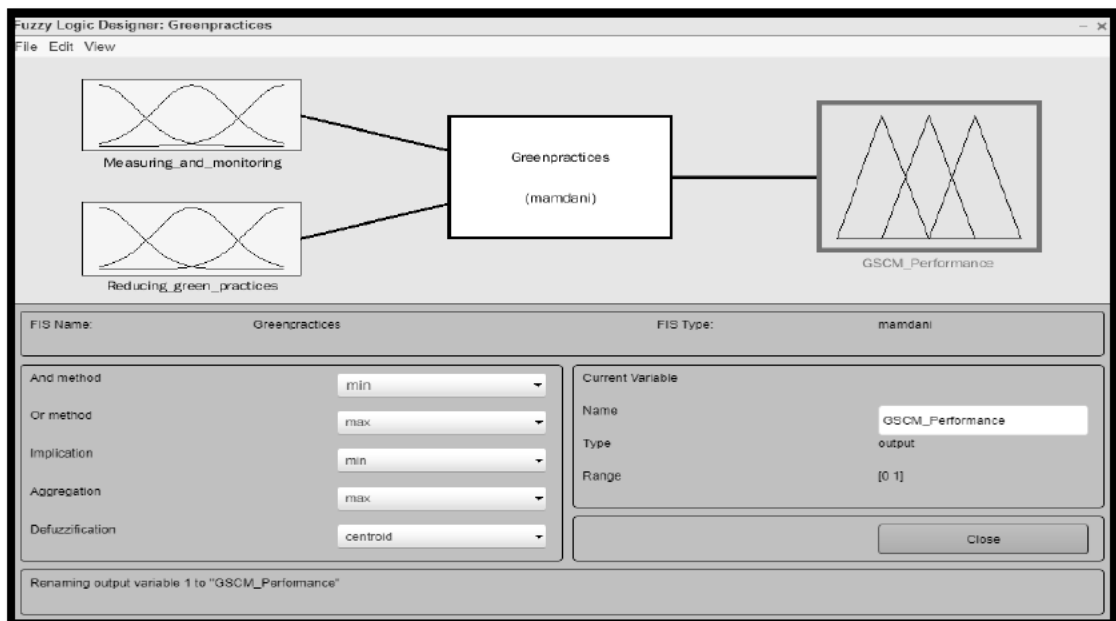 Fuzzy Logic Designer: Greenpractices
File Edit View
Measuring_and_monitoring
Reducing_green_practices
Greenpractices
(mamdani)
GSCM_Performance
FIS Name: Greenpractices FIS Type: mamdani
And method min
Or method max
Implication min
Aggregation max
Defuzzification centroid
Current Variable
Name GSCM_Performance
Type output
Range [0 1]
Close
Renaming output variable 1 to "GSCM_Performance"